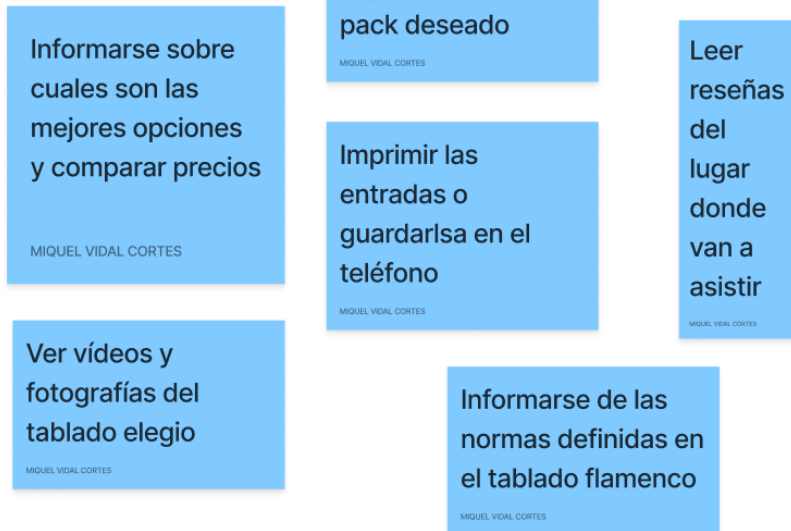 Informarse sobre
cuales son las
mejores opciones
y comparar precios
MIQUEL VIDAL CORTES
pack deseado
MIQUEL VIDAL CORTES
Leer
reseñas
del
lugar
donde
van a
asistir
MIQUEL VIDAL CORTES
Imprimir las
entradas o
guardarlsa en el
teléfono
MIQUEL VIDAL CORTES
Ver vídeos y
fotografías del
tablado elegio
MIQUEL VIDAL CORTES
Informarse de las
normas definidas en
el tablado flamenco
MIQUEL VIDAL CORTES